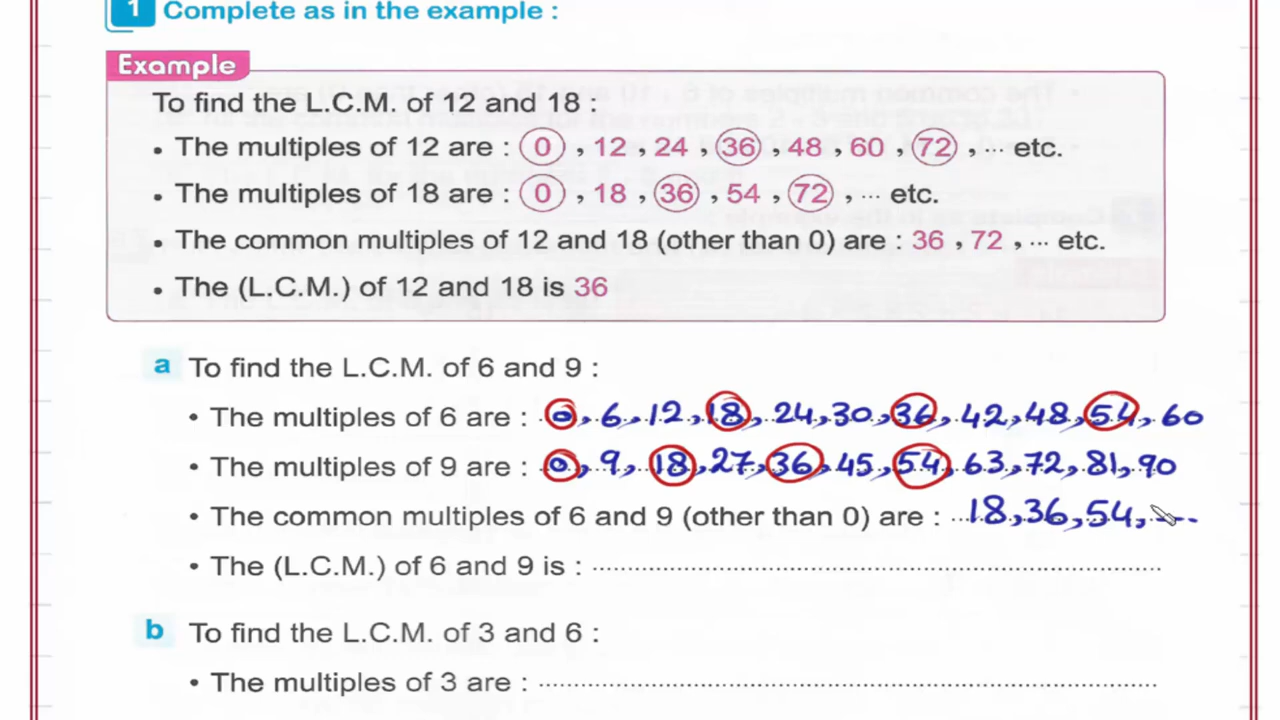 1 Complete as in the example :
Example
To find the L.C.M. of 12 and 18 :
• The multiples of 12 are : 0 , 12 , 24 , 36 , 48 , 60 , 72 , ... etc.
• The multiples of 18 are : 0 , 18 , 36 , 54 , 72 , ... etc.
• The common multiples of 12 and 18 (other than 0) are : 36 , 72 , ... etc.
• The (L.C.M.) of 12 and 18 is 36
a To find the L.C.M. of 6 and 9 :
• The multiples of 6 are : 0, 6, 12, 18, 24, 30, 36, 42, 48, 54, 60
• The multiples of 9 are : 0, 9, 18, 27, 36, 45, 54, 63, 72, 81, 90
• The common multiples of 6 and 9 (other than 0) are : 18, 36, 54, ...
• The (L.C.M.) of 6 and 9 is : ........
b To find the L.C.M. of 3 and 6 :
• The multiples of 3 are : ........